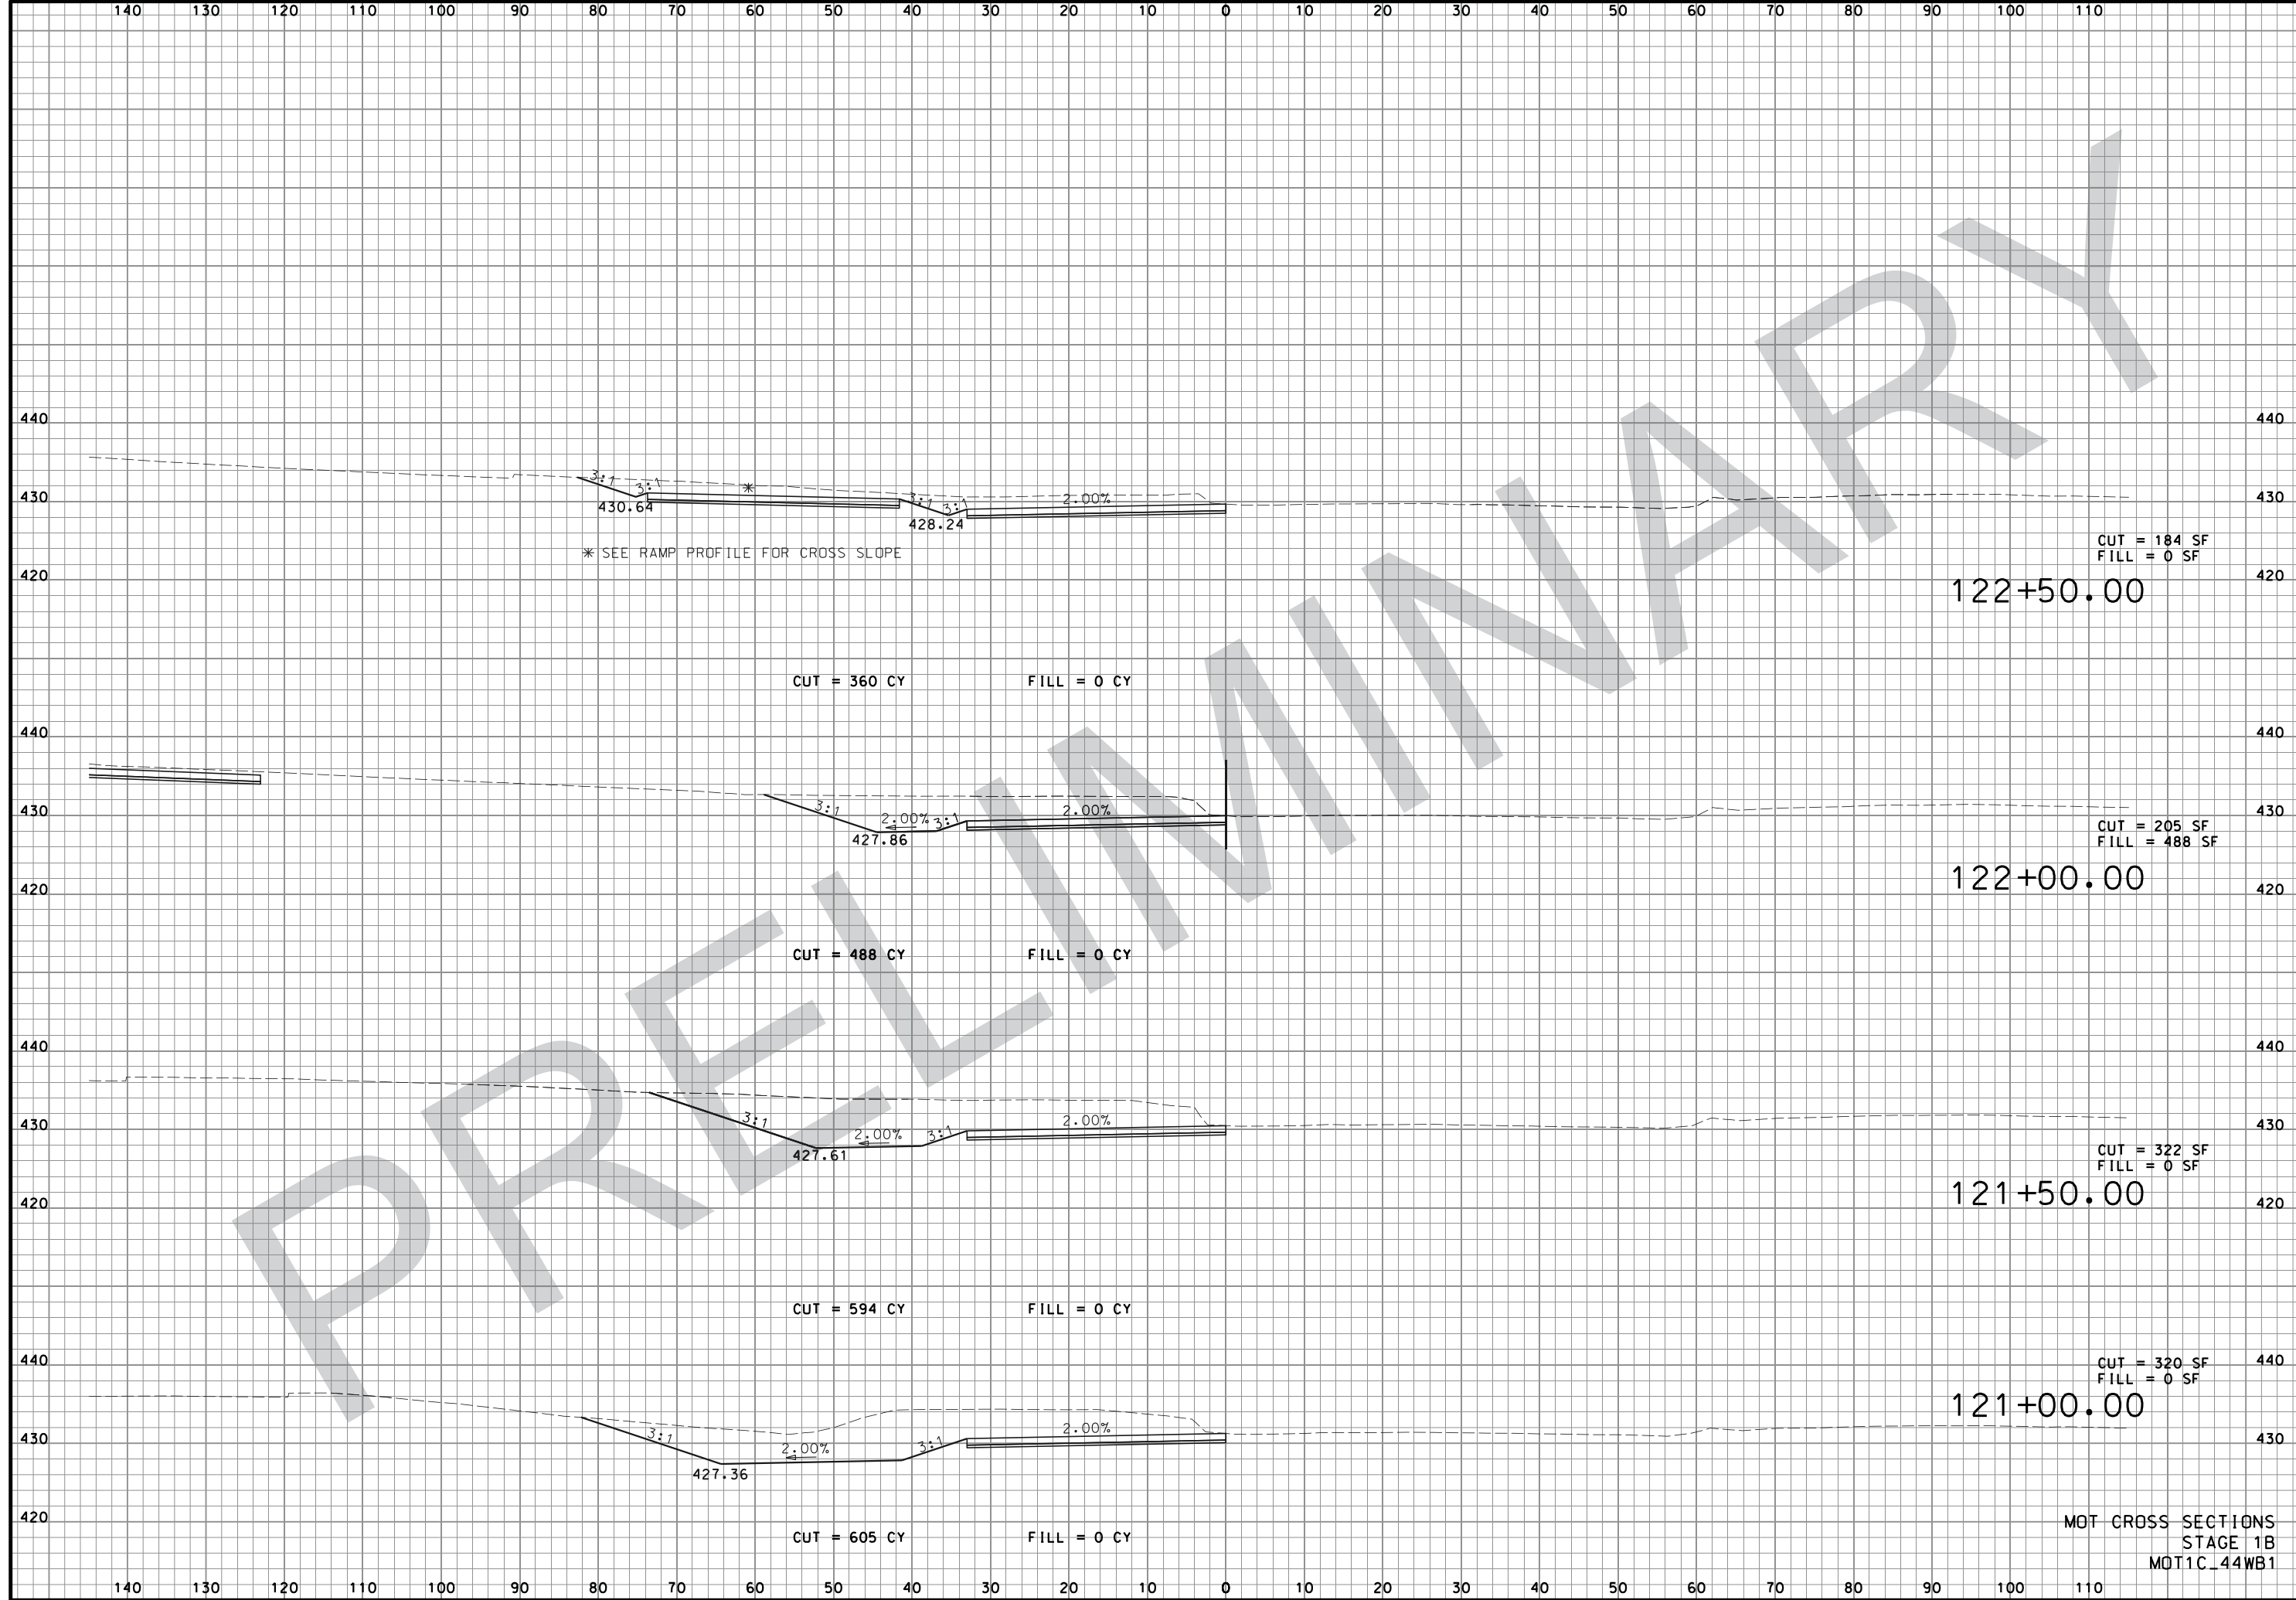 140 130 120 110 100 90 80 70 60 50 40 30 20 10 0 10 20 30 40 50 60 70 80 90 100 110
PRELIMINARY
440 440
3:1 3:1 * 3:1 3:1 2.00%
430 430
430.64 428.24
* SEE RAMP PROFILE FOR CROSS SLOPE
CUT = 184 SF
FILL = 0 SF
420 420
122+50.00
CUT = 360 CY FILL = 0 CY
440 440
3:1 2.00% 3:1 2.00%
430 430
427.86
CUT = 205 SF
FILL = 488 SF
122+00.00
420 420
CUT = 488 CY FILL = 0 CY
440 440
3:1 2.00% 3:1 2.00%
430 430
427.61
CUT = 322 SF
FILL = 0 SF
121+50.00
420 420
CUT = 594 CY FILL = 0 CY
440 440
CUT = 320 SF
FILL = 0 SF
121+00.00
3:1 2.00% 3:1 2.00%
430 430
427.36
420
CUT = 605 CY FILL = 0 CY
MOT CROSS SECTIONS
STAGE 1B
MOT1C_44WB1
140 130 120 110 100 90 80 70 60 50 40 30 20 10 0 10 20 30 40 50 60 70 80 90 100 110